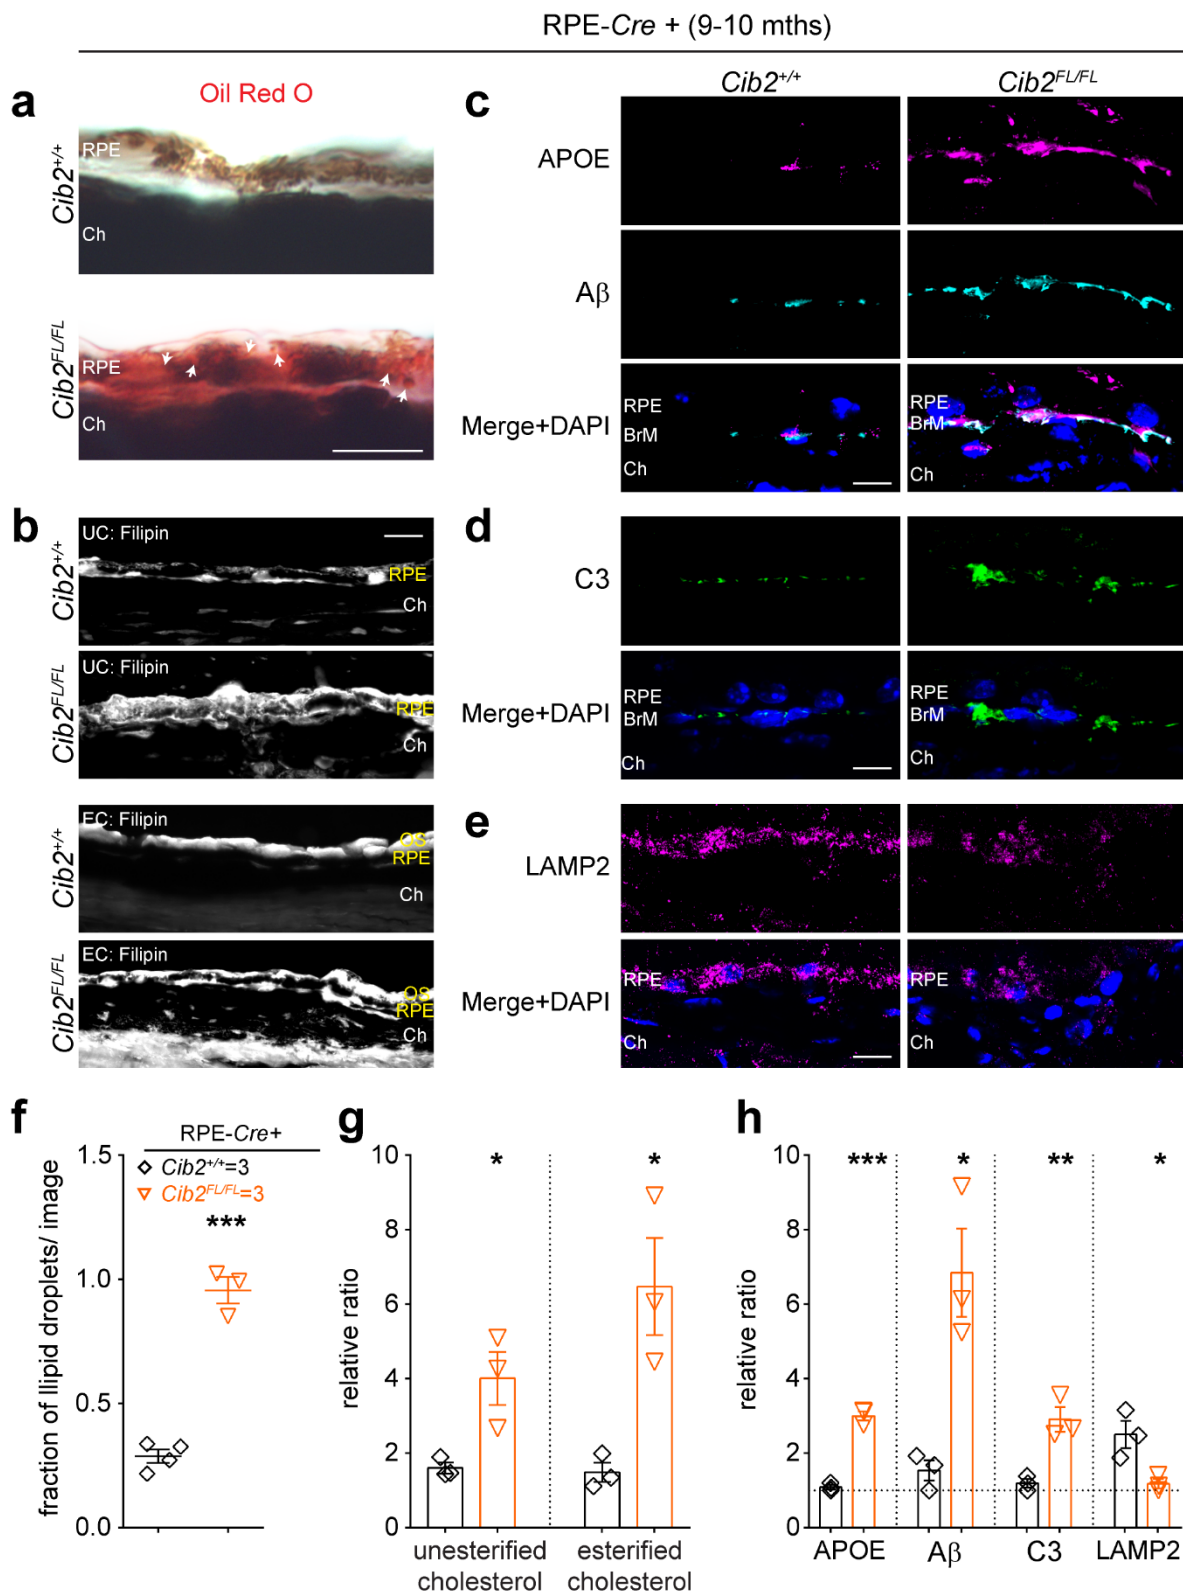 RPE-Cre + (9-10 mths)
a
Oil Red O
Cib2+/+
RPE
Ch
Cib2FL/FL
RPE
Ch
b
Cib2+/+
UC: Filipin
RPE
Ch
Cib2FL/FL
UC: Filipin
RPE
Ch
Cib2+/+
EC: Filipin
OS
RPE
Ch
Cib2FL/FL
EC: Filipin
OS
RPE
Ch
c
Cib2+/+
Cib2FL/FL
APOE
Aβ
Merge+DAPI
RPE
BrM
Ch
RPE
BrM
Ch
d
C3
Merge+DAPI
RPE
BrM
Ch
RPE
BrM
Ch
e
LAMP2
Merge+DAPI
RPE
Ch
RPE
Ch
f
RPE-Cre+
Cib2+/+=3
Cib2FL/FL=3
***
fraction of llipid droplets/ image
1.5
1.0
0.5
0.0
g
relative ratio
10
8
6
4
2
0
* *
unesterified cholesterol
esterified cholesterol
h
relative ratio
10
8
6
4
2
0
*** * ** *
APOE Aβ C3 LAMP2